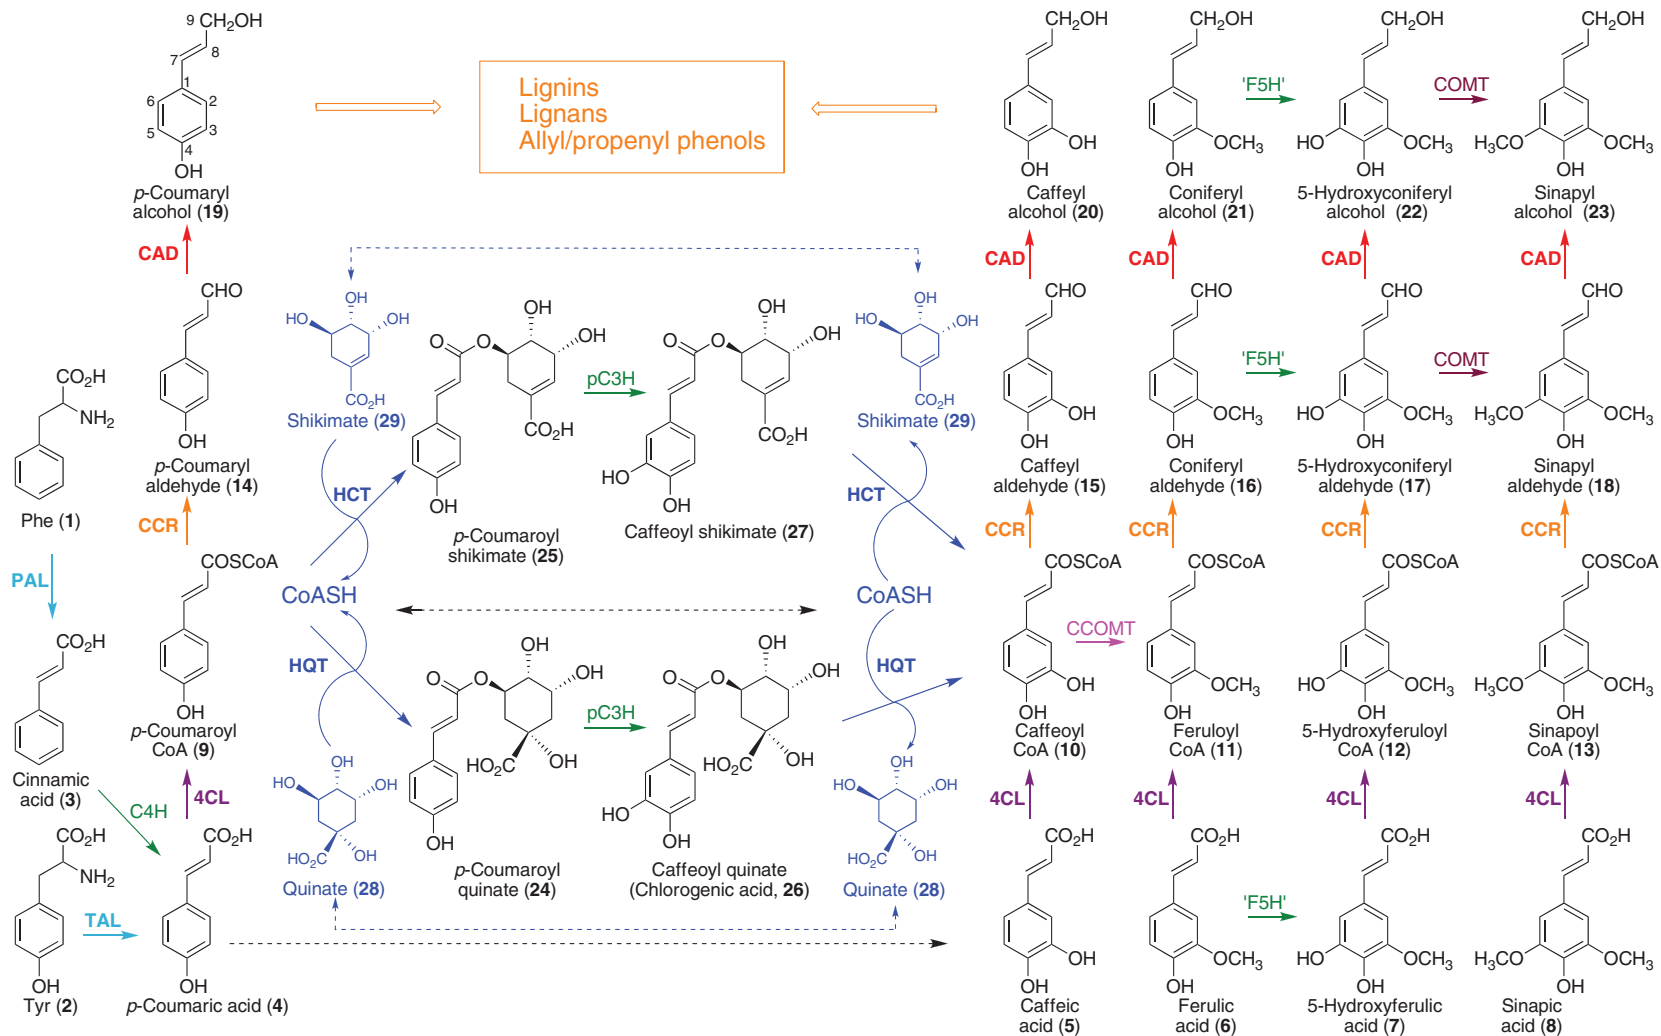 9
CH2OH
8
7
1
6
2
5
3
4
OH
p-Coumaryl
alcohol (19)
CAD
CHO
OH
p-Coumaryl
aldehyde (14)
CCR
COSCoA
OH
p-Coumaroyl
CoA (9)
4CL
CO2H
OH
p-Coumaric acid (4)
CO2H
NH2
Phe (1)
PAL
CO2H
Cinnamic
acid (3)
C4H
CO2H
NH2
OH
Tyr (2)
TAL
Lignins
Lignans
Allyl/propenyl phenols
OH
HO
OH
CO2H
Shikimate (29)
HCT
CoASH
HQT
OH
HO
OH
HO2C
OH
Quinate (28)
O
O
OH
OH
CO2H
OH
p-Coumaroyl
shikimate (25)
pC3H
O
O
OH
OH
CO2H
HO
OH
Caffeoyl shikimate (27)
O
O
OH
OH
HO2C
OH
OH
p-Coumaroyl
quinate (24)
pC3H
O
O
OH
OH
HO2C
OH
HO
OH
Caffeoyl quinate
(Chlorogenic acid, 26)
OH
HO
OH
CO2H
Shikimate (29)
HCT
CoASH
HQT
OH
HO
OH
HO2C
OH
Quinate (28)
CH2OH
OH
OH
Caffeyl
alcohol (20)
CH2OH
OCH3
OH
Coniferyl
alcohol (21)
'F5H'
CH2OH
HO
OCH3
OH
5-Hydroxyconiferyl
alcohol (22)
COMT
CH2OH
H3CO
OCH3
OH
Sinapyl
alcohol (23)
CAD
CAD
CAD
CAD
CHO
OH
OH
Caffeyl
aldehyde (15)
CHO
OCH3
OH
Coniferyl
aldehyde (16)
'F5H'
CHO
HO
OCH3
OH
5-Hydroxyconiferyl
aldehyde (17)
COMT
CHO
H3CO
OCH3
OH
Sinapyl
aldehyde (18)
CCR
CCR
CCR
CCR
COSCoA
OH
OH
Caffeoyl
CoA (10)
CCOMT
COSCoA
OCH3
OH
Feruloyl
CoA (11)
COSCoA
HO
OCH3
OH
5-Hydroxyferuloyl
CoA (12)
COSCoA
H3CO
OCH3
OH
Sinapoyl
CoA (13)
4CL
4CL
4CL
4CL
CO2H
OH
OH
Caffeic
acid (5)
CO2H
OCH3
OH
Ferulic
acid (6)
'F5H'
CO2H
HO
OCH3
OH
5-Hydroxyferulic
acid (7)
CO2H
H3CO
OCH3
OH
Sinapic
acid (8)